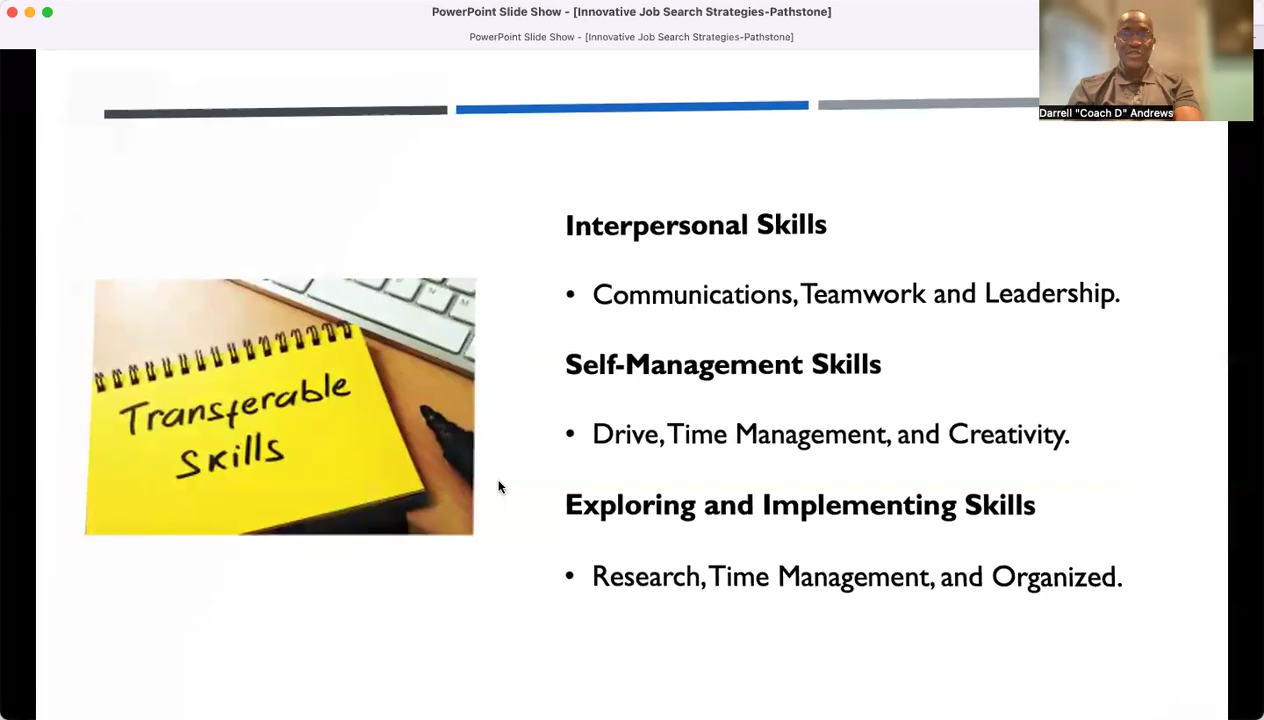 PowerPoint Slide Show - [Innovative Job Search Strategies-Pathstone]
PowerPoint Slide Show - [Innovative Job Search Strategies-Pathstone]
Darrell "Coach D" Andrews
Transferable
Skills
Interpersonal Skills
• Communications, Teamwork and Leadership.
Self-Management Skills
• Drive, Time Management, and Creativity.
Exploring and Implementing Skills
• Research, Time Management, and Organized.